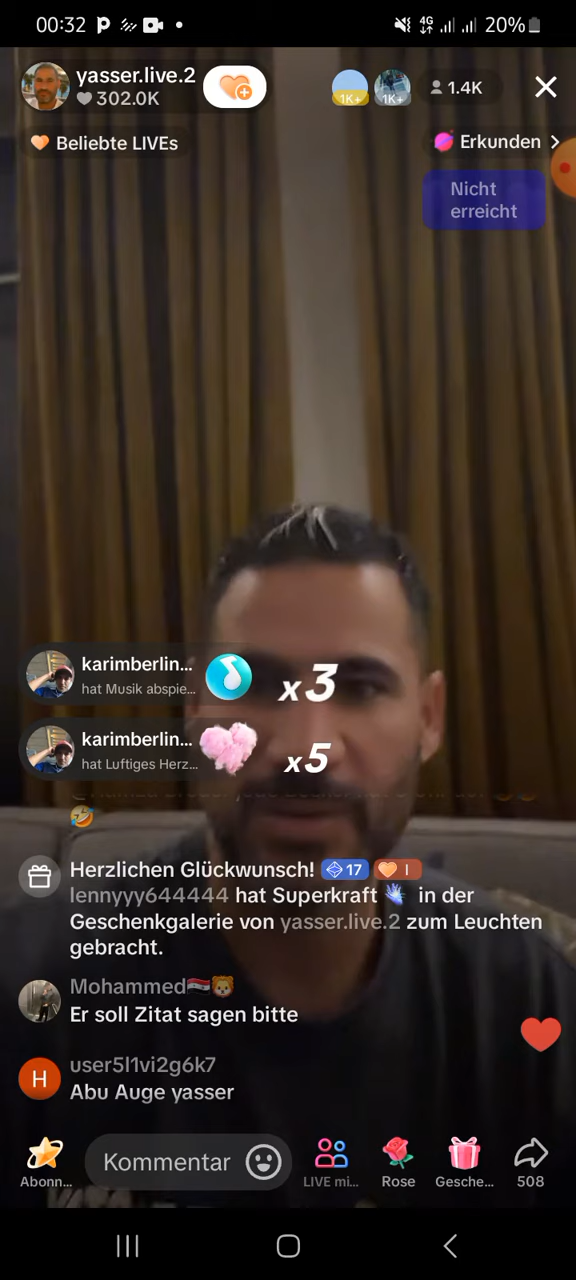 00:32
4G
20%
yasser.live.2
302.0K
1K+
1K+
1.4K
Beliebte LIVEs
Erkunden
Nicht
erreicht
karimberlin...
hat Musik abspie...
x3
karimberlin...
hat Luftiges Herz...
x5
Herzlichen Glückwunsch! 17 I
lennyyy644444 hat Superkraft in der
Geschenkgalerie von yasser.live.2 zum Leuchten
gebracht.
Mohammed
Er soll Zitat sagen bitte
H
user5l1vi2g6k7
Abu Auge yasser
Kommentar
Abonn...
LIVE mi...
Rose
Gesche...
508